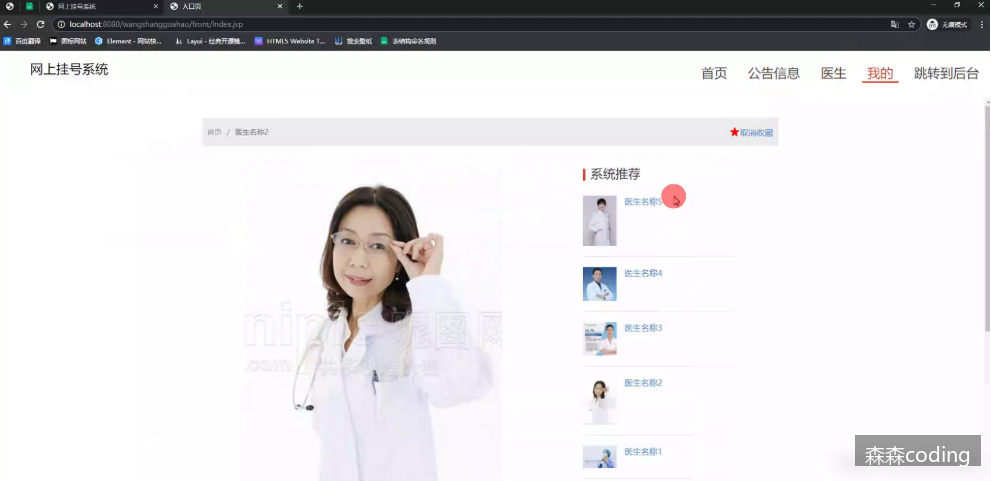 网上挂号系统
入口页
localhost:8080/wangshangguahao/front/index.jsp
无痕模式
百度翻译
图标网站
Element - 网站快...
Layui - 经典开源模...
HTML5 Website T...
搜索壁纸
表结构命名规则
网上挂号系统
首页
公告信息
医生
我的
跳转到后台
首页 / 医生名称2
取消收藏
系统推荐
医生名称5
医生名称4
医生名称3
医生名称2
医生名称1
nipic 昵图网
.com
森森coding